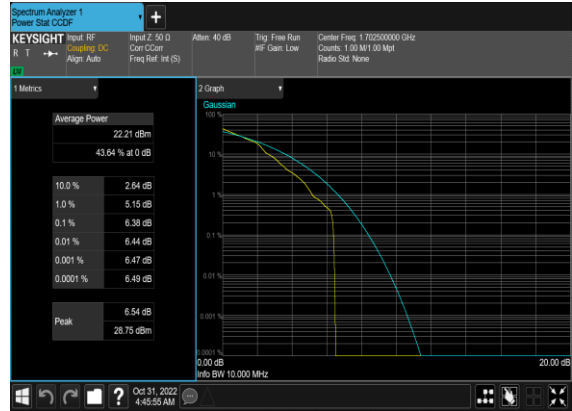 Spectrum Analyzer 1
Power Stat CCDF
KEYSIGHT
R T
LV
Input: RF
Coupling: DC
Align: Auto
Input Z: 50 Ω
Corr CCorr
Freq Ref: Int (S)
Atten: 40 dB
Trig: Free Run
#IF Gain: Low
Center Freq: 1.702500000 GHz
Counts: 1.00 M/1.00 Mpt
Radio Std: None
1 Metrics
Average Power
22.21 dBm
43.64 % at 0 dB
10.0 % 2.64 dB
1.0 % 5.15 dB
0.1 % 6.38 dB
0.01 % 6.44 dB
0.001 % 6.47 dB
0.0001 % 6.49 dB
Peak
6.54 dB
28.75 dBm
2 Graph
Gaussian
100 %
10 %
1 %
0.1 %
0.01 %
0.001 %
0.0001 %
0.00 dB 20.00 dB
Info BW 10.000 MHz
?
Oct 31, 2022
4:45:55 AM